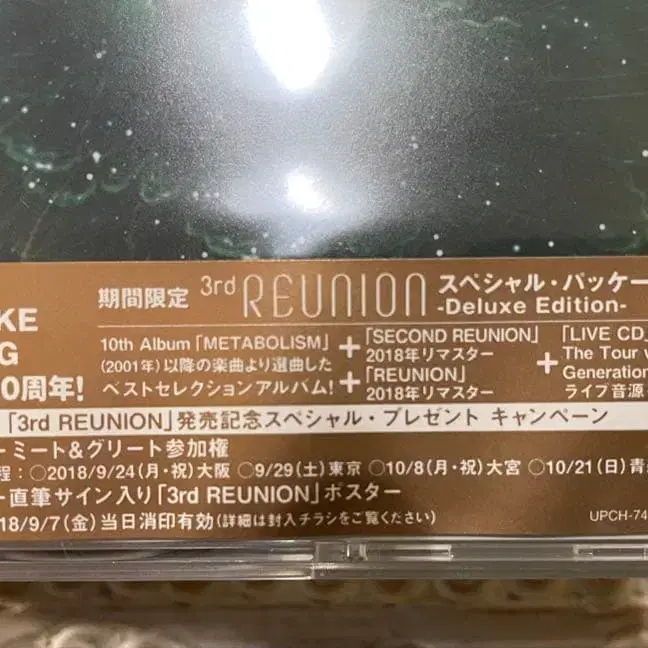 期間限定 3rd REUNION スペシャル・パッケー
-Deluxe Edition-
KE
G
0周年!
10th Album「METABOLISM」
(2001年)以降の楽曲より選曲した
ベストセレクションアルバム!
+「SECOND REUNION」
2018年リマスター
+「REUNION」
2018年リマスター
+「LIVE CD」
The Tour v
Generation
ライブ音源
「3rd REUNION」発売記念スペシャル・プレゼント キャンペーン
ーミート&グリート参加権
程:○2018/9/24(月・祝)大阪 ○9/29(土)東京 ○10/8(月・祝)大宮 ○10/21(日)青
ー直筆サイン入り「3rd REUNION」ポスター
18/9/7(金)当日消印有効(詳細は封入チラシをご覧ください)
UPCH-74